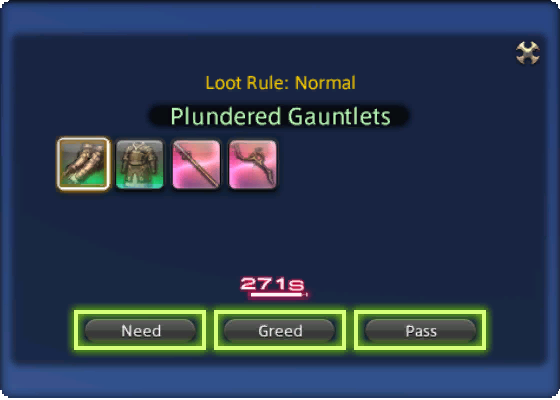 Loot Rule: Normal
Plundered Gauntlets
271s
Need
Greed
Pass